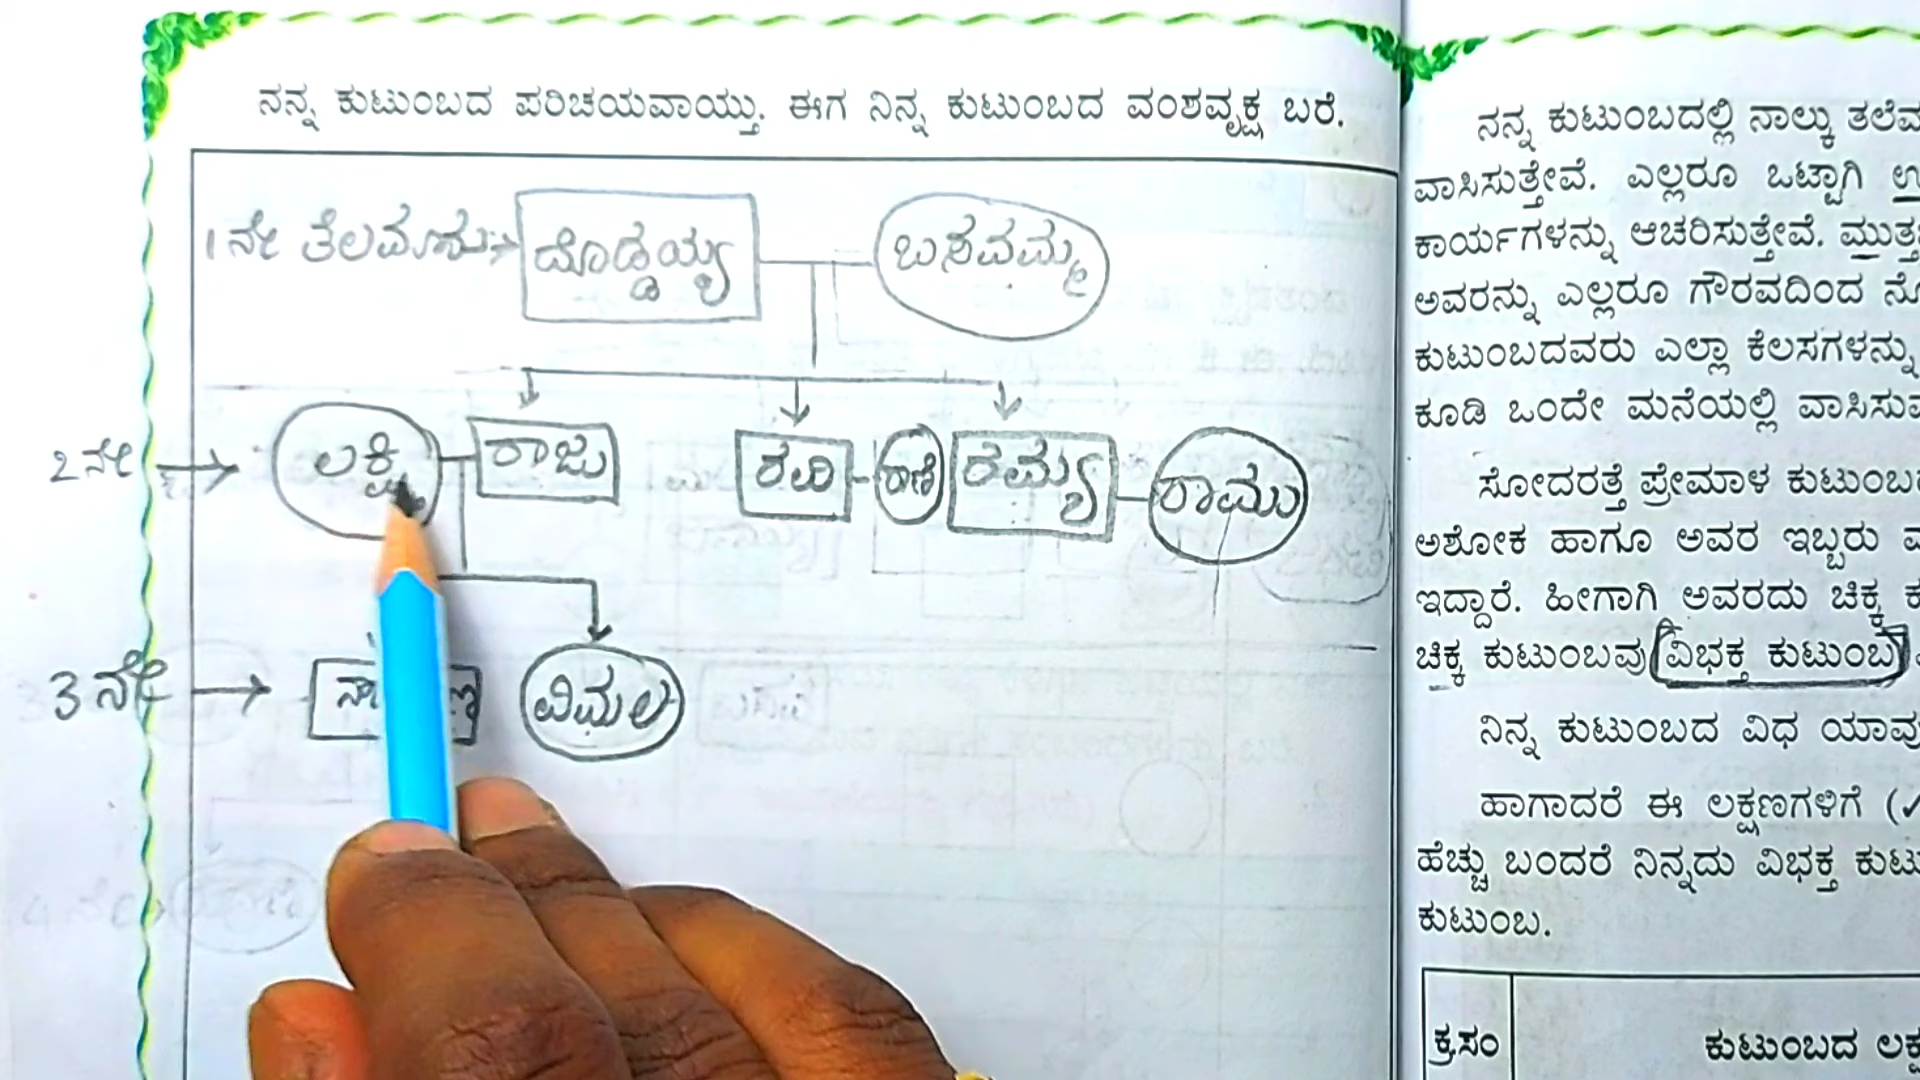 ನನ್ನ ಕುಟುಂಬದ ಪರಿಚಯವಾಯ್ತು. ಈಗ ನಿನ್ನ ಕುಟುಂಬದ ವಂಶವೃಕ್ಷ ಬರೆ.
1ನೇ ತಲೆಮಾರು ದೊಡ್ಡಯ್ಯ ಬಸವಮ್ಮ
2ನೇ ಲಕ್ಷ್ಮಿ ರಾಜು ರವಿ ರಾಣಿ ರಮ್ಯ ರಾಮು
3ನೇ ವಿಮಲ
ನನ್ನ ಕುಟುಂಬದಲ್ಲಿ ನಾಲ್ಕು
ವಾಸಿಸುತ್ತೇವೆ. ಎಲ್ಲರೂ ಒಟ್ಟಾಗಿ
ಕಾರ್ಯಗಳನ್ನು ಆಚರಿಸುತ್ತೇವೆ.
ಅವರನ್ನು ಎಲ್ಲರೂ ಗೌರವದಿಂದ
ಕುಟುಂಬದವರು ಎಲ್ಲಾ ಕೆಲಸಗಳನ್ನು
ಕೂಡಿ ಒಂದೇ ಮನೆಯಲ್ಲಿ
ಸೋದರತ್ತೆ ಪ್ರೇಮಾಳ
ಅಶೋಕ ಹಾಗೂ ಅವರ ಇಬ್ಬರು
ಇದ್ದಾರೆ. ಹೀಗಾಗಿ ಅವರದು ಚಿಕ್ಕ
ಚಿಕ್ಕ ಕುಟುಂಬವು ವಿಭಕ್ತ ಕುಟುಂಬ
ನಿನ್ನ ಕುಟುಂಬದ ವಿಧ
ಹಾಗಾದರೆ ಈ ಲಕ್ಷಣಗಳಿಗೆ (✓
ಹೆಚ್ಚು ಬಂದರೆ ನಿನ್ನದು ವಿಭಕ್ತ
ಕುಟುಂಬ.
ಕ್ರಸಂ ಕುಟುಂಬದ